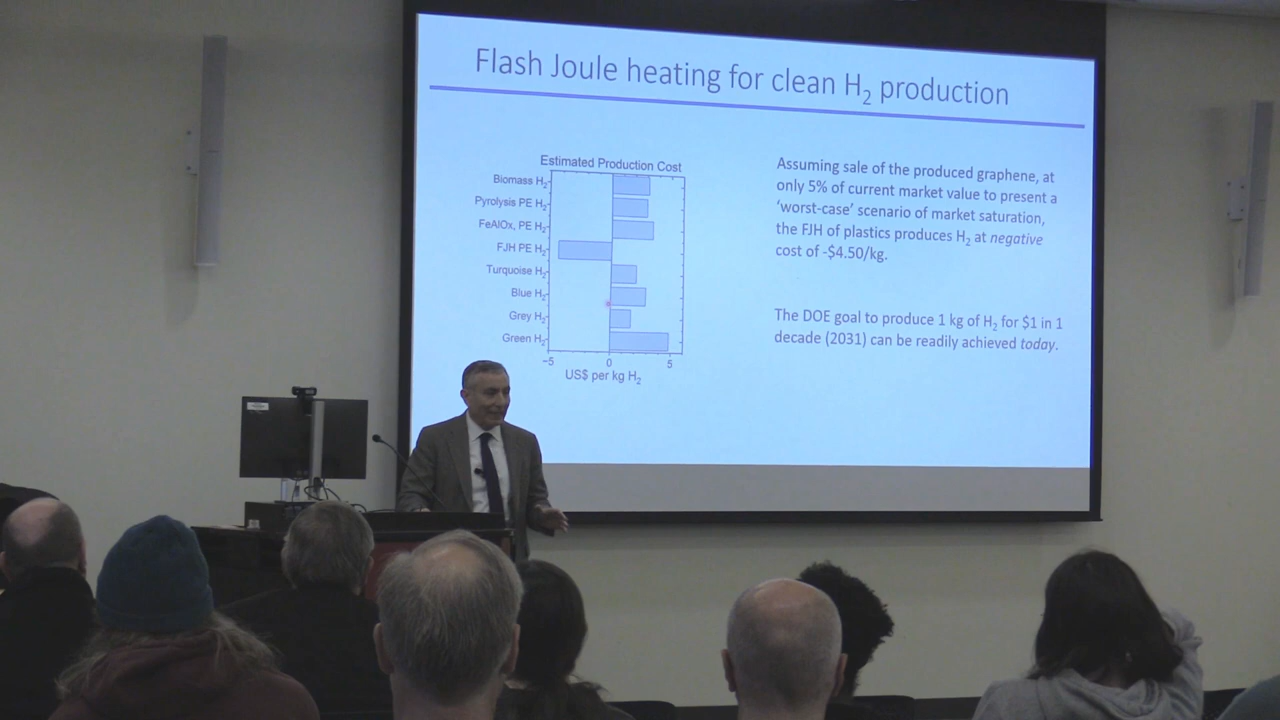 Flash Joule heating for clean H2 production
Estimated Production Cost
Biomass H2
Pyrolysis PE H2
FeAlOx, PE H2
FJH PE H2
Turquoise H2
Blue H2
Grey H2
Green H2
−5 0 5
US$ per kg H2
Assuming sale of the produced graphene, at
only 5% of current market value to present a
‘worst-case’ scenario of market saturation,
the FJH of plastics produces H2 at negative
cost of -$4.50/kg.
The DOE goal to produce 1 kg of H2 for $1 in 1
decade (2031) can be readily achieved today.